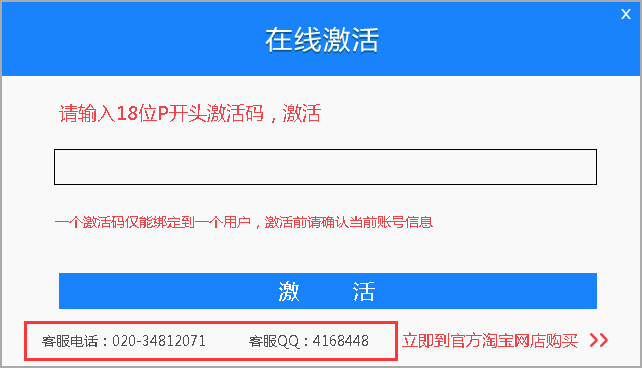 X
在线激活
请输入18位P开头激活码，激活
一个激活码仅能绑定到一个用户，激活前请确认当前账号信息
激 活
客服电话：020-34812071 客服QQ：4168448 立即到官方淘宝网店购买 >>